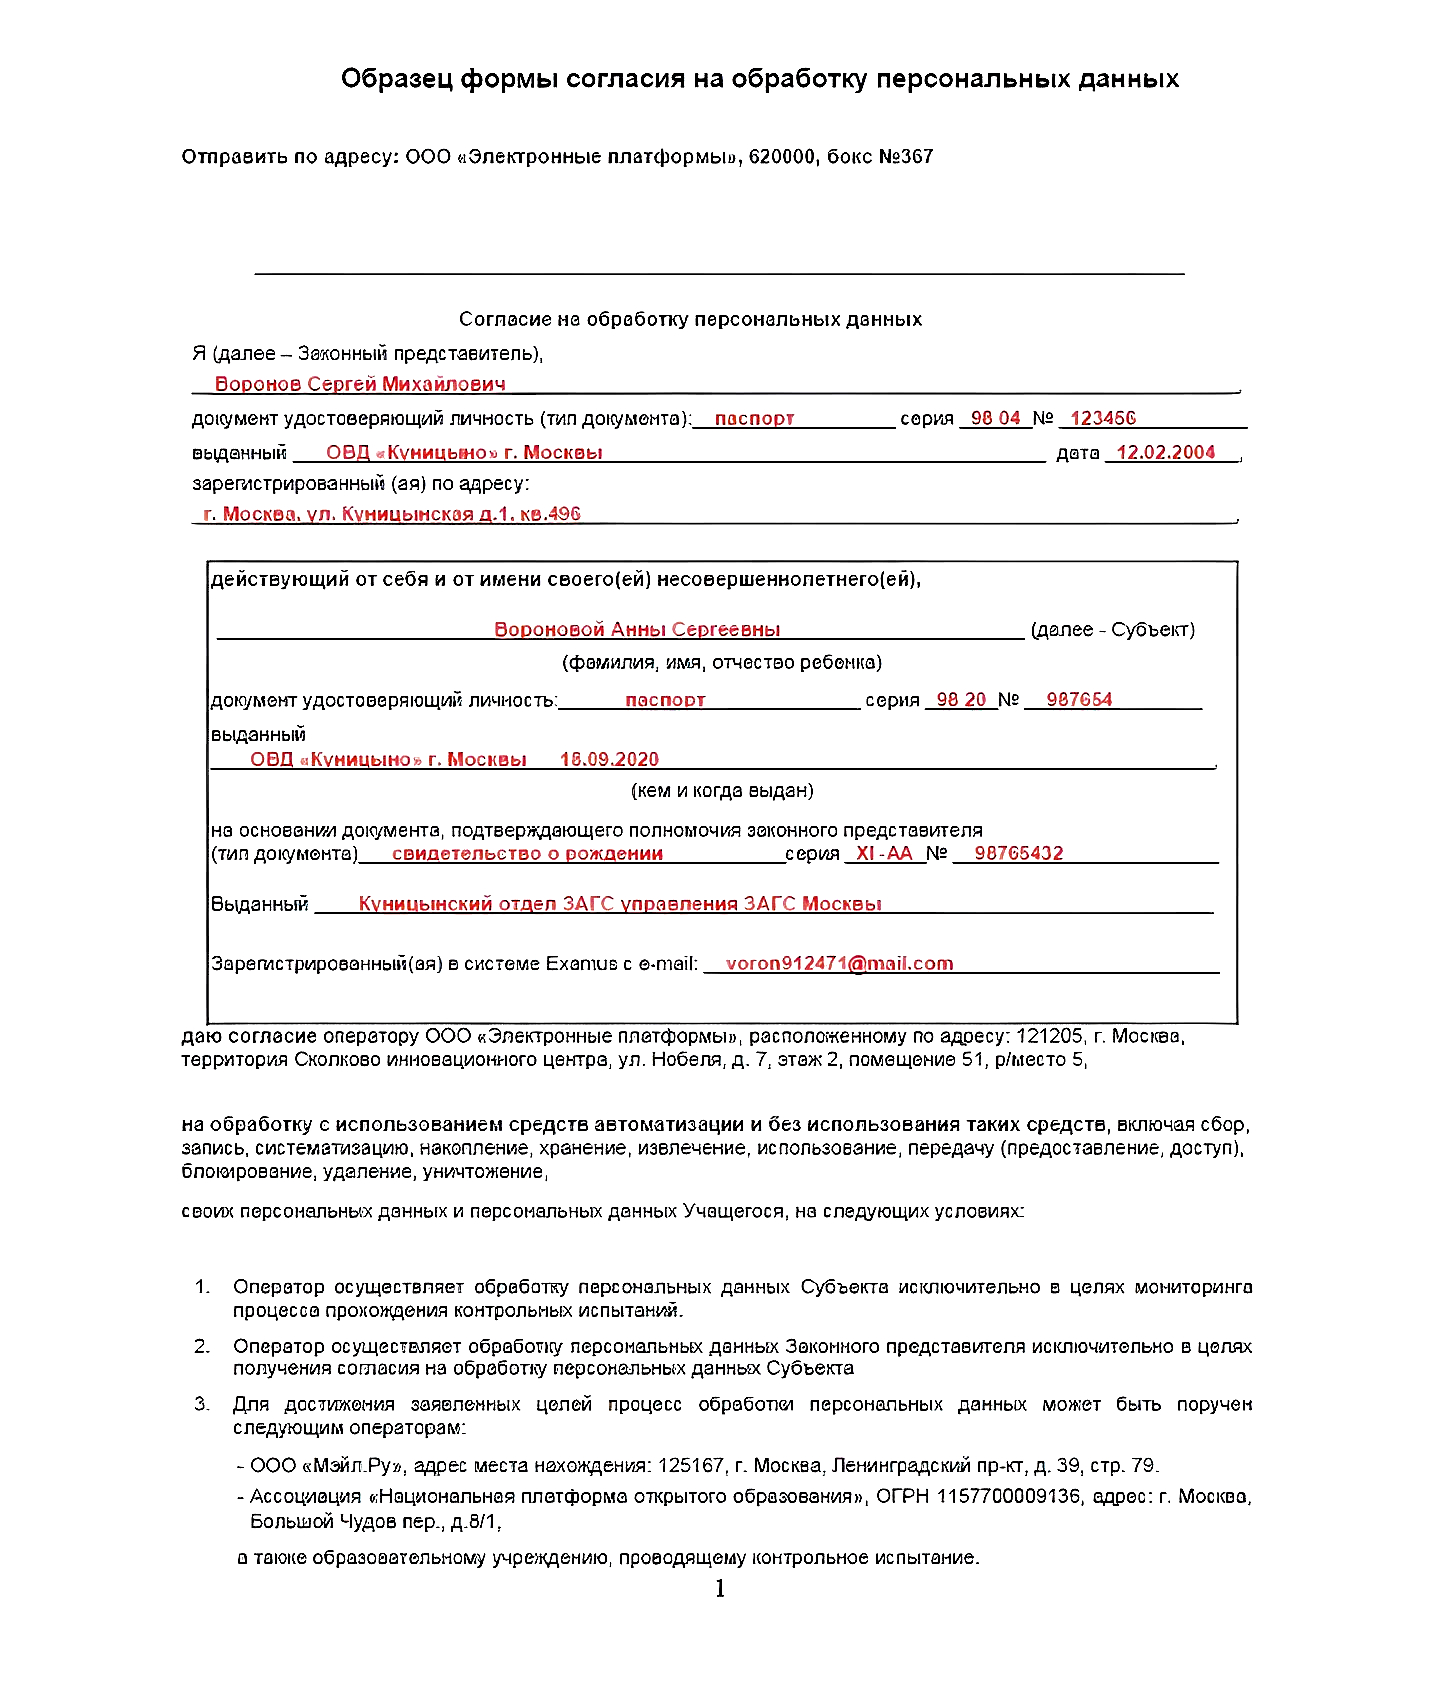 Образец формы согласия на обработку персональных данных
Отправить по адресу: ООО «Электронные платформы», 620000, бокс №367
Согласие на обработку персональных данных
Я (далее – Законный представитель),
Воронов Сергей Михайлович,
документ удостоверяющий личность (тип документа): паспорт серия 98 04 № 123456
выданный ОВД «Куницыно» г. Москвы дата 12.02.2004,
зарегистрированный (ая) по адресу:
г. Москва, ул. Куницынская д.1, кв.496,
действующий от себя и от имени своего(ей) несовершеннолетнего(ей),
Вороновой Анны Сергеевны (далее - Субъект)
(фамилия, имя, отчество ребенка)
документ удостоверяющий личность: паспорт серия 98 20 № 987654
выданный
ОВД «Куницыно» г. Москвы 16.09.2020,
(кем и когда выдан)
на основании документа, подтверждающего полномочия законного представителя
(тип документа) свидетельство о рождении серия XI -АА № 98765432
Выданный Куницынский отдел ЗАГС управления ЗАГС Москвы
Зарегистрированный(ая) в системе Examus с e-mail: voron912471@mail.com
даю согласие оператору ООО «Электронные платформы», расположенному по адресу: 121205, г. Москва,
территория Сколково инновационного центра, ул. Нобеля, д. 7, этаж 2, помещение 51, р/место 5,
на обработку с использованием средств автоматизации и без использования таких средств, включая сбор,
запись, систематизацию, накопление, хранение, извлечение, использование, передачу (предоставление, доступ),
блокирование, удаление, уничтожение,
своих персональных данных и персональных данных Учащегося, на следующих условиях:
1. Оператор осуществляет обработку персональных данных Субъекта исключительно в целях мониторинга
процесса прохождения контрольных испытаний.
2. Оператор осуществляет обработку персональных данных Законного представителя исключительно в целях
получения согласия на обработку персональных данных Субъекта
3. Для достижения заявленных целей процесс обработки персональных данных может быть поручен
следующим операторам:
- ООО «Мэйл.Ру», адрес места нахождения: 125167, г. Москва, Ленинградский пр-кт, д. 39, стр. 79.
- Ассоциация «Национальная платформа открытого образования», ОГРН 1157700009136, адрес: г. Москва,
Большой Чудов пер., д.8/1,
а также образовательному учреждению, проводящему контрольное испытание.
1